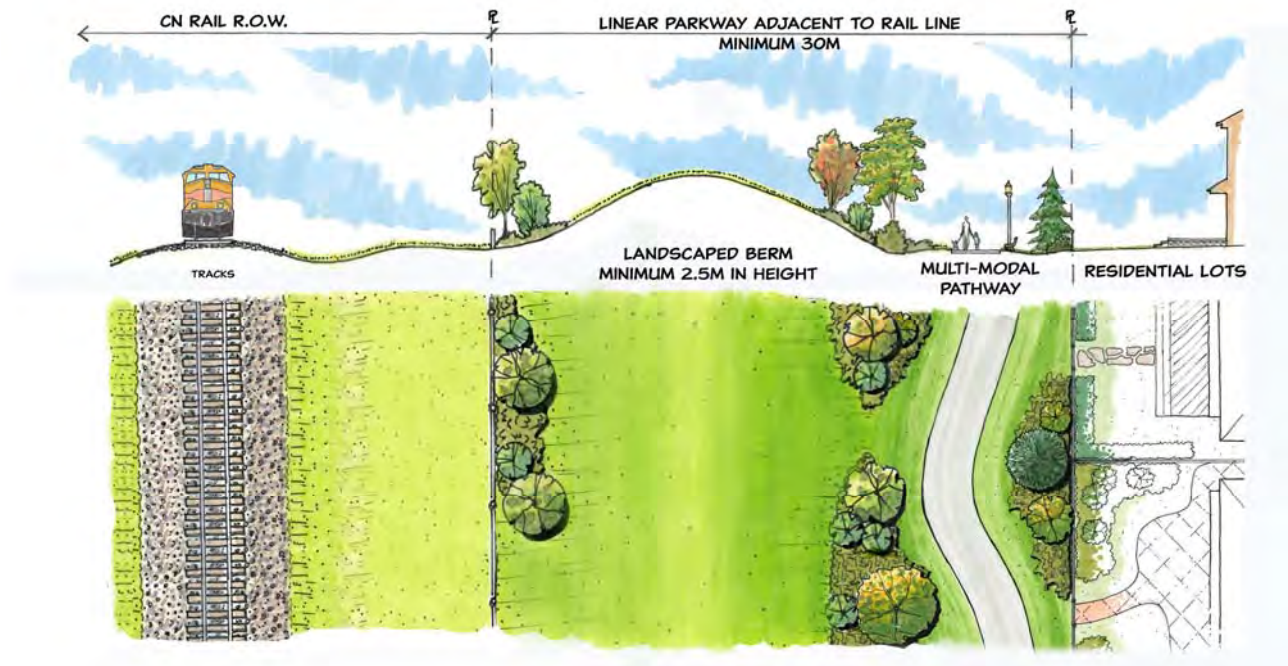 CN RAIL R.O.W.
℄
LINEAR PARKWAY ADJACENT TO RAIL LINE
MINIMUM 30M
℄
TRACKS
LANDSCAPED BERM
MINIMUM 2.5M IN HEIGHT
MULTI-MODAL
PATHWAY
RESIDENTIAL LOTS